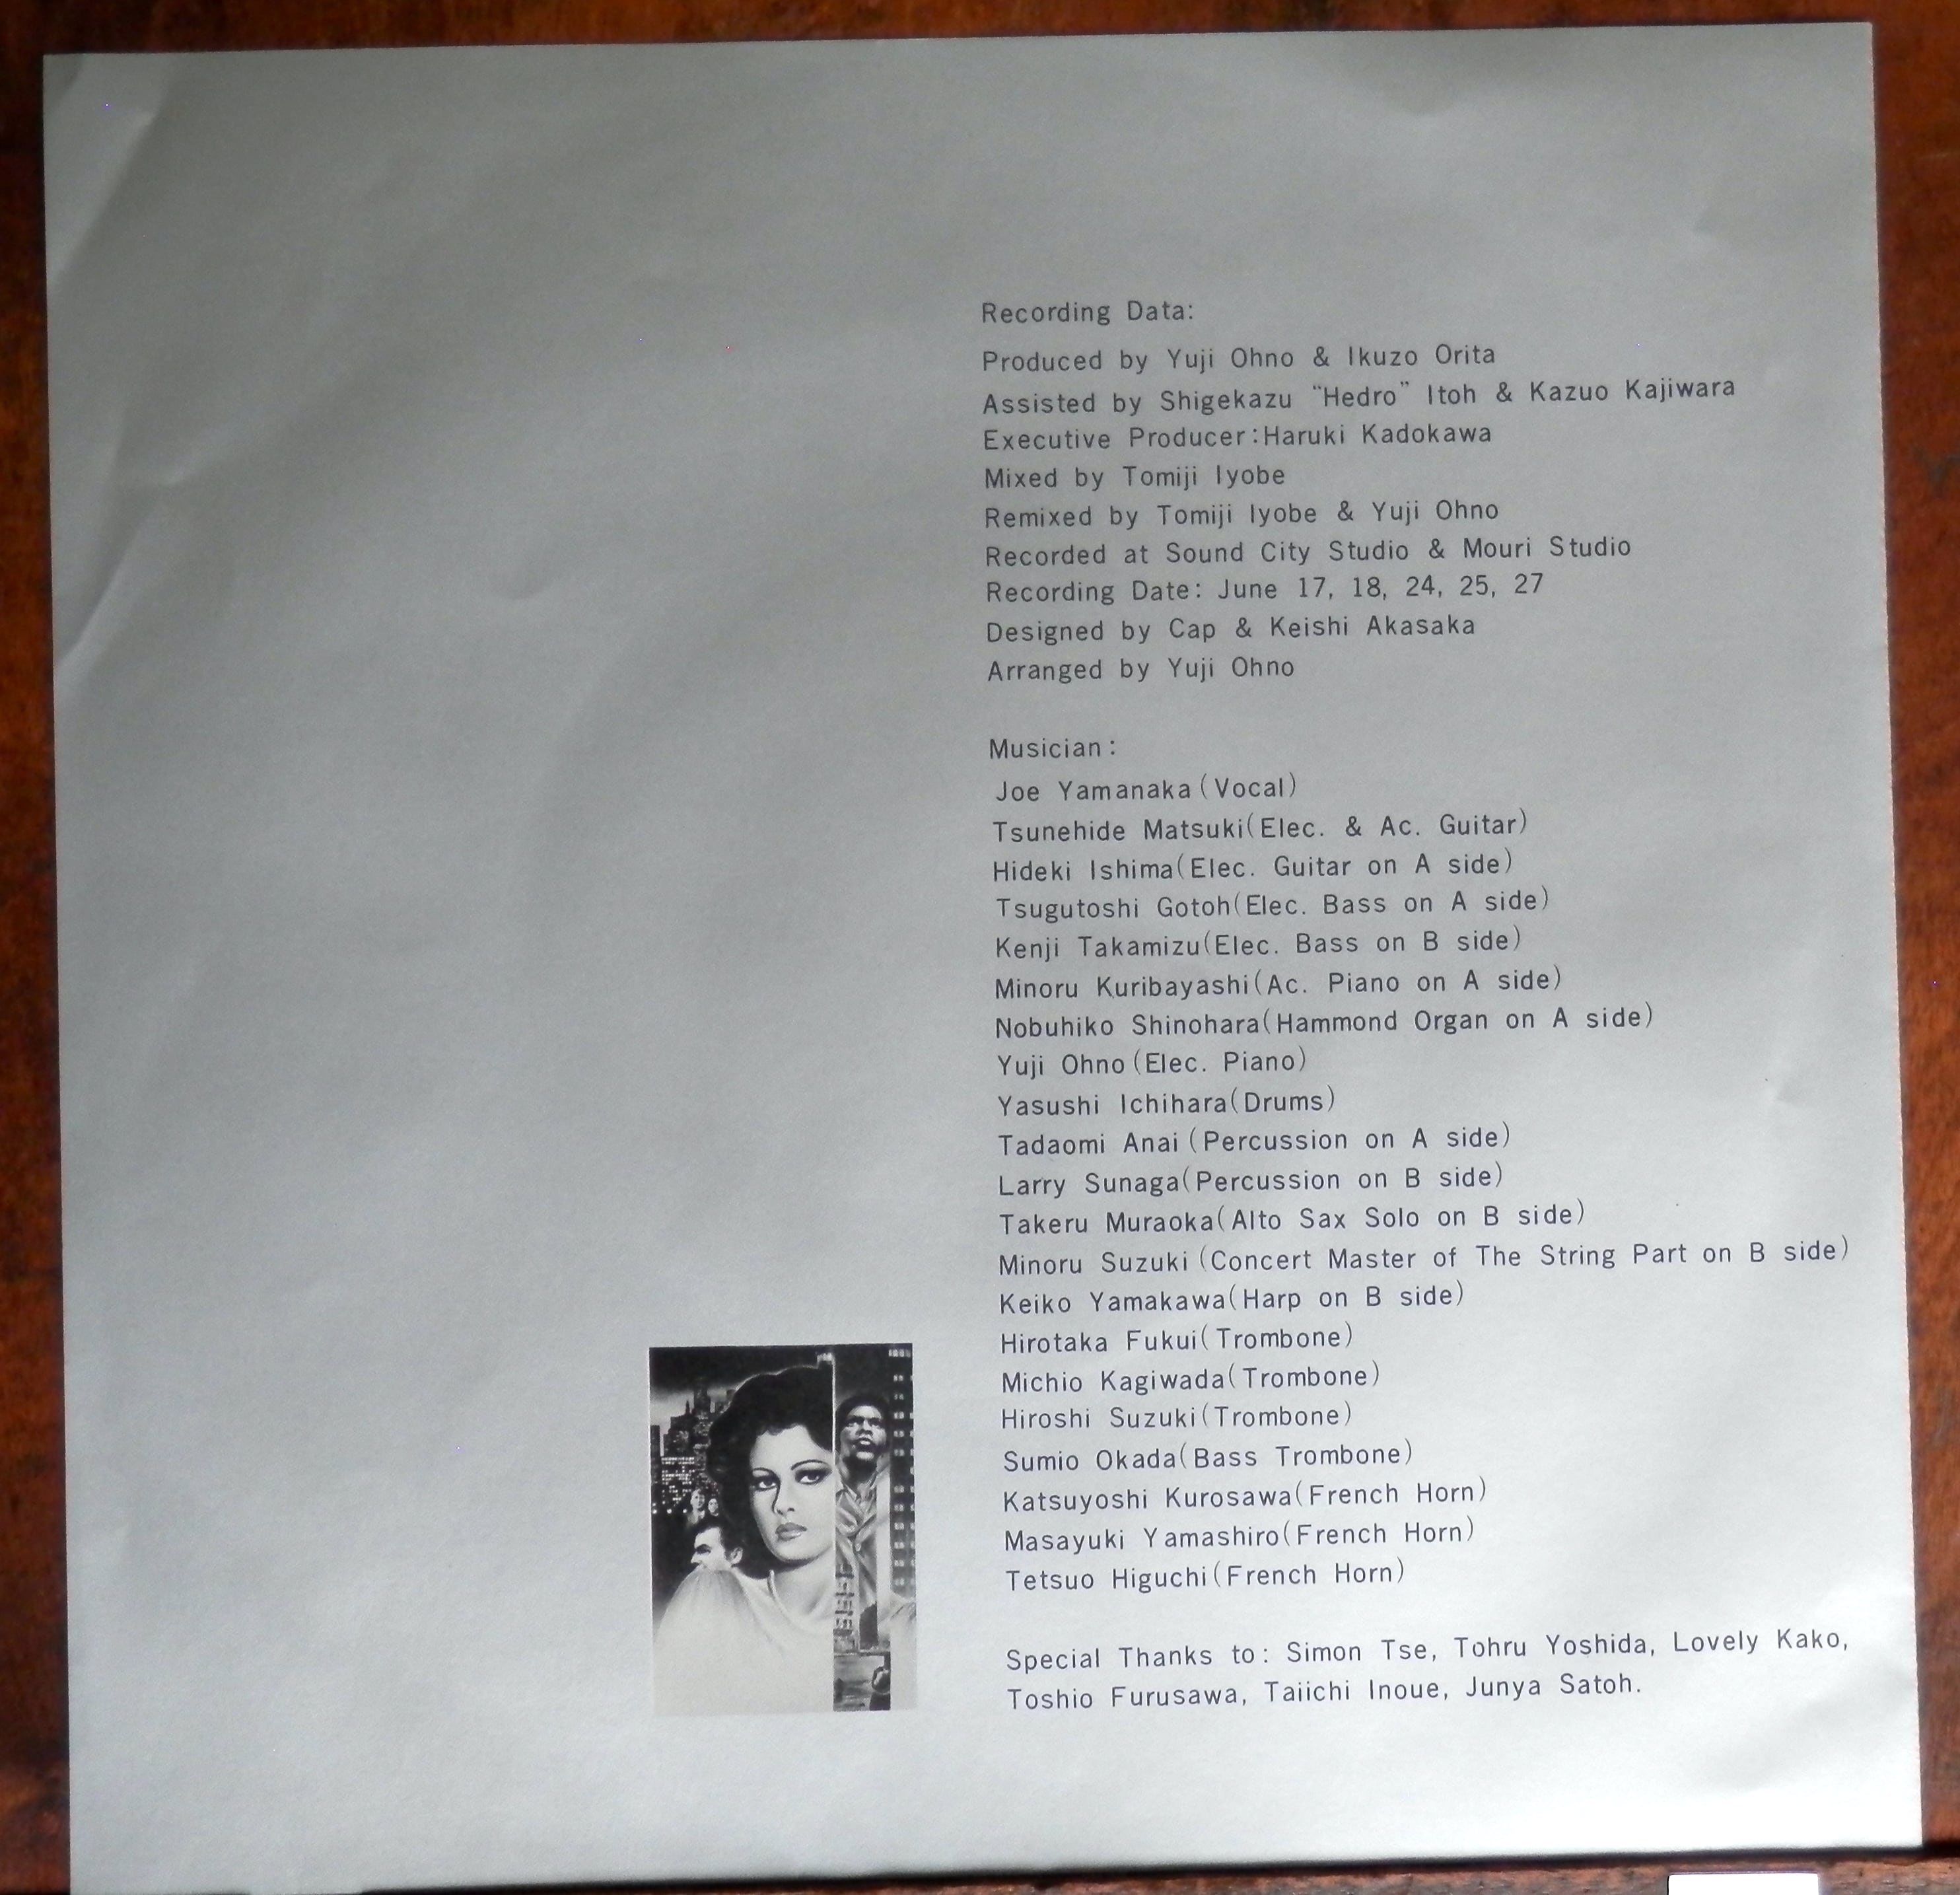 Recording Data:
Produced by Yuji Ohno & Ikuzo Orita
Assisted by Shigekazu “Hedro” Itoh & Kazuo Kajiwara
Executive Producer:Haruki Kadokawa
Mixed by Tomiji Iyobe
Remixed by Tomiji Iyobe & Yuji Ohno
Recorded at Sound City Studio & Mouri Studio
Recording Date: June 17, 18, 24, 25, 27
Designed by Cap & Keishi Akasaka
Arranged by Yuji Ohno
Musician:
Joe Yamanaka(Vocal)
Tsunehide Matsuki(Elec. & Ac. Guitar)
Hideki Ishima(Elec. Guitar on A side)
Tsugutoshi Gotoh(Elec. Bass on A side)
Kenji Takamizu(Elec. Bass on B side)
Minoru Kuribayashi(Ac. Piano on A side)
Nobuhiko Shinohara(Hammond Organ on A side)
Yuji Ohno(Elec. Piano)
Yasushi Ichihara(Drums)
Tadaomi Anai(Percussion on A side)
Larry Sunaga(Percussion on B side)
Takeru Muraoka(Alto Sax Solo on B side)
Minoru Suzuki(Concert Master of The String Part on B side)
Keiko Yamakawa(Harp on B side)
Hirotaka Fukui(Trombone)
Michio Kagiwada(Trombone)
Hiroshi Suzuki(Trombone)
Sumio Okada(Bass Trombone)
Katsuyoshi Kurosawa(French Horn)
Masayuki Yamashiro(French Horn)
Tetsuo Higuchi(French Horn)
Special Thanks to: Simon Tse, Tohru Yoshida, Lovely Kako,
Toshio Furusawa, Taiichi Inoue, Junya Satoh.